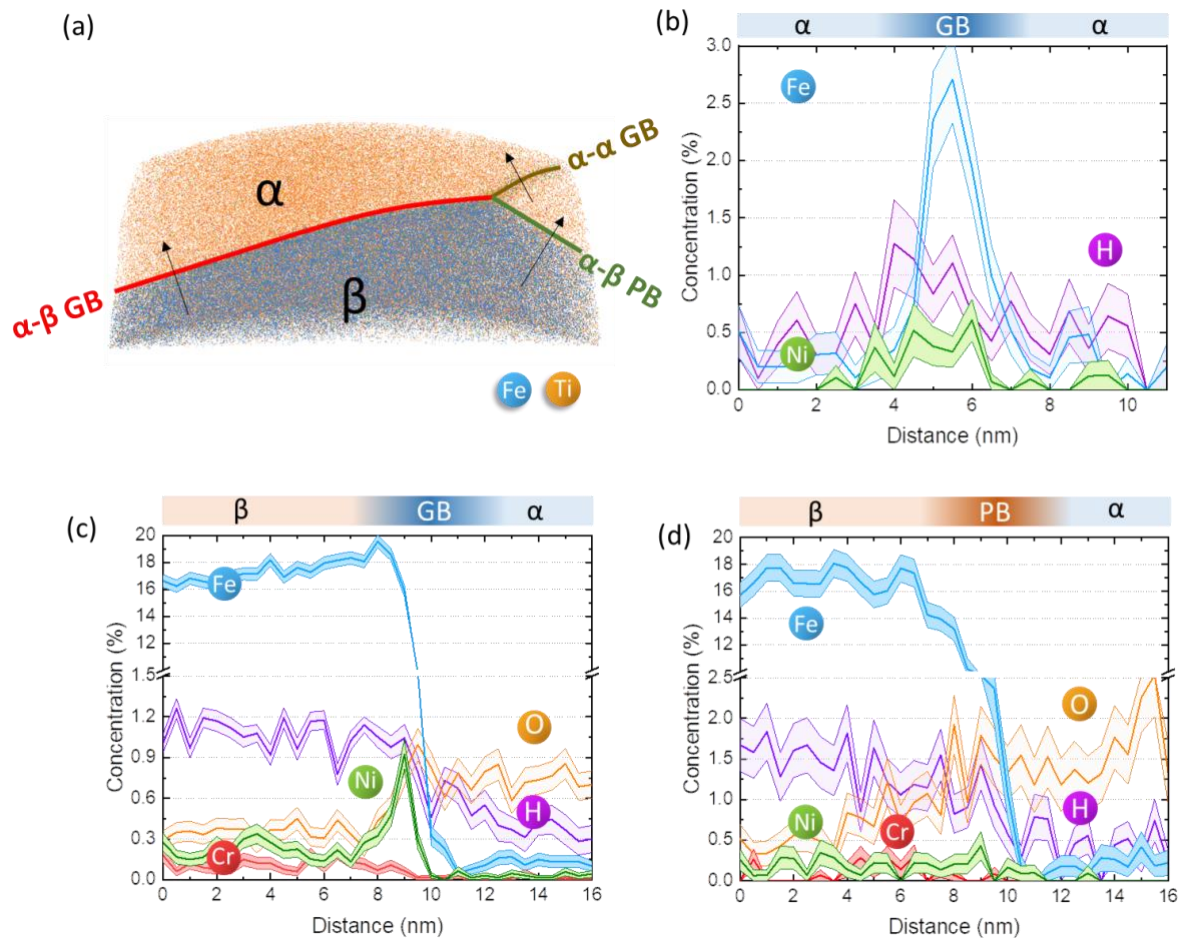 (a)
α
β
α-α GB
α-β GB
α-β PB
Fe Ti
(b)
α GB α
Concentration (%)
3.0
2.5
2.0
1.5
1.0
0.5
0.0
Fe
H
Ni
0 2 4 6 8 10
Distance (nm)
(c)
β GB α
Concentration (%)
20
18
16
14
12
1.5
1.2
0.9
0.6
0.3
0.0
Fe
O
Ni
H
Cr
0 2 4 6 8 10 12 14 16
Distance (nm)
(d)
β PB α
Concentration (%)
20
18
16
14
12
2.5
2.0
1.5
1.0
0.5
0.0
Fe
O
Ni
Cr
H
0 2 4 6 8 10 12 14 16
Distance (nm)